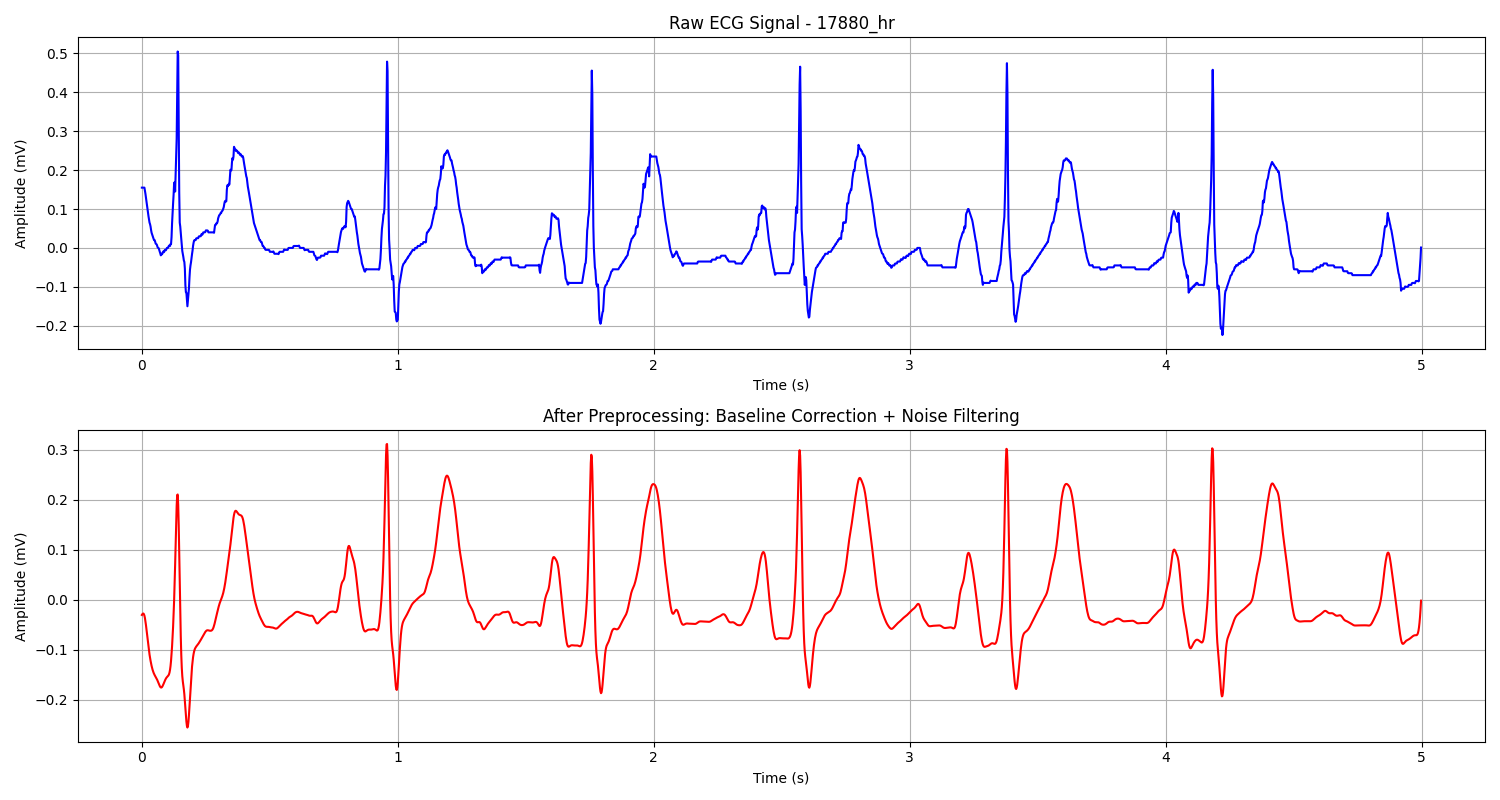 Raw ECG Signal - 17880_hr
0.5
0.4
0.3
0.2
0.1
0.0
−0.1
−0.2
Amplitude (mV)
0 1 2 3 4 5
Time (s)
After Preprocessing: Baseline Correction + Noise Filtering
0.3
0.2
0.1
0.0
−0.1
−0.2
Amplitude (mV)
0 1 2 3 4 5
Time (s)